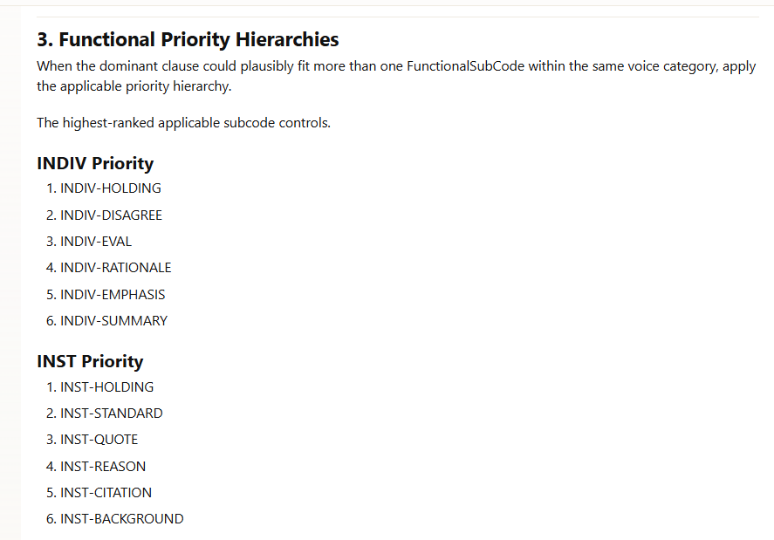 3. Functional Priority Hierarchies
When the dominant clause could plausibly fit more than one FunctionalSubCode within the same voice category, apply
the applicable priority hierarchy.
The highest-ranked applicable subcode controls.
INDIV Priority
1. INDIV-HOLDING
2. INDIV-DISAGREE
3. INDIV-EVAL
4. INDIV-RATIONALE
5. INDIV-EMPHASIS
6. INDIV-SUMMARY
INST Priority
1. INST-HOLDING
2. INST-STANDARD
3. INST-QUOTE
4. INST-REASON
5. INST-CITATION
6. INST-BACKGROUND